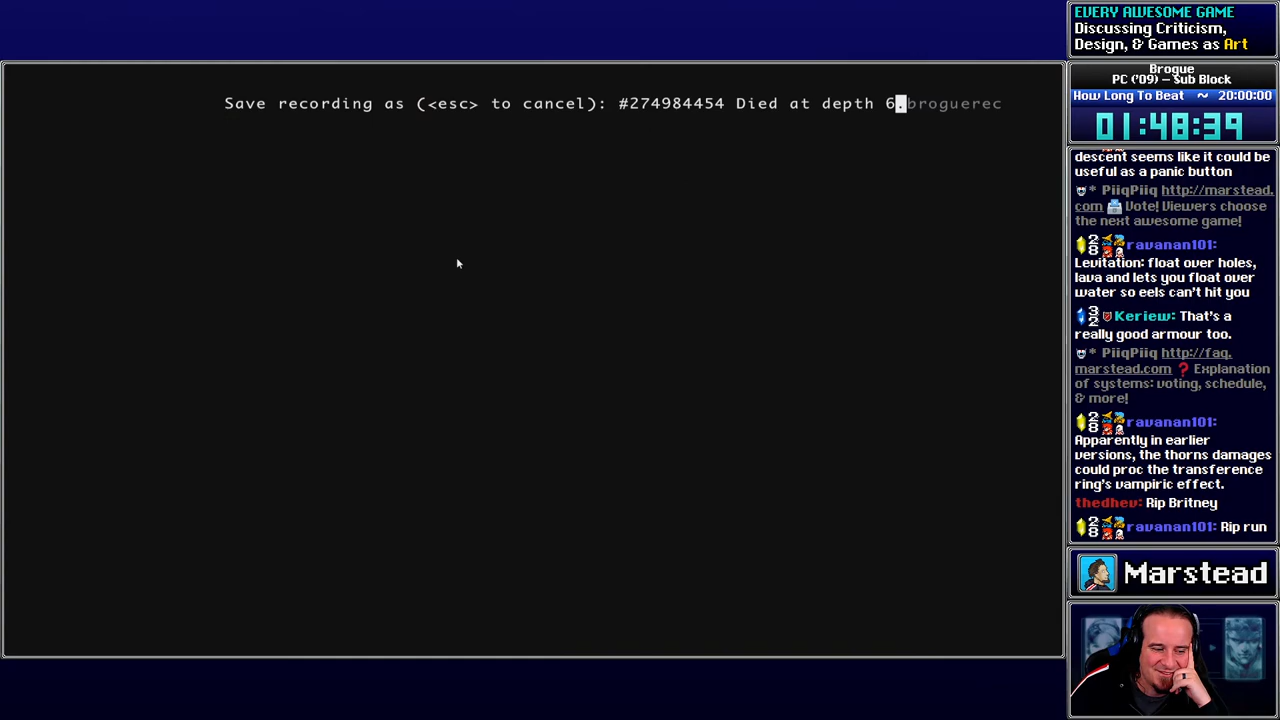 Save recording as (<esc> to cancel): #274984454 Died at depth 6.broguerec
EVERY AWESOME GAME
Discussing Criticism,
Design, & Games as Art
Brogue
PC ('09) – Sub Block
How Long To Beat ~ 20:00:00
01:48:39
descent seems like it could be
useful as a panic button
PiiqPiiq http://marstead.
com Vote! Viewers choose
the next awesome game!
28 ravanan101:
Levitation: float over holes,
lava and lets you float over
water so eels can't hit you
32 Keriew: That's a
really good armour too.
PiiqPiiq http://faq.
marstead.com ❓ Explanation
of systems: voting, schedule,
& more!
28 ravanan101:
Apparently in earlier
versions, the thorns damages
could proc the transference
ring's vampiric effect.
thedhev: Rip Britney
28 ravanan101: Rip run
Marstead